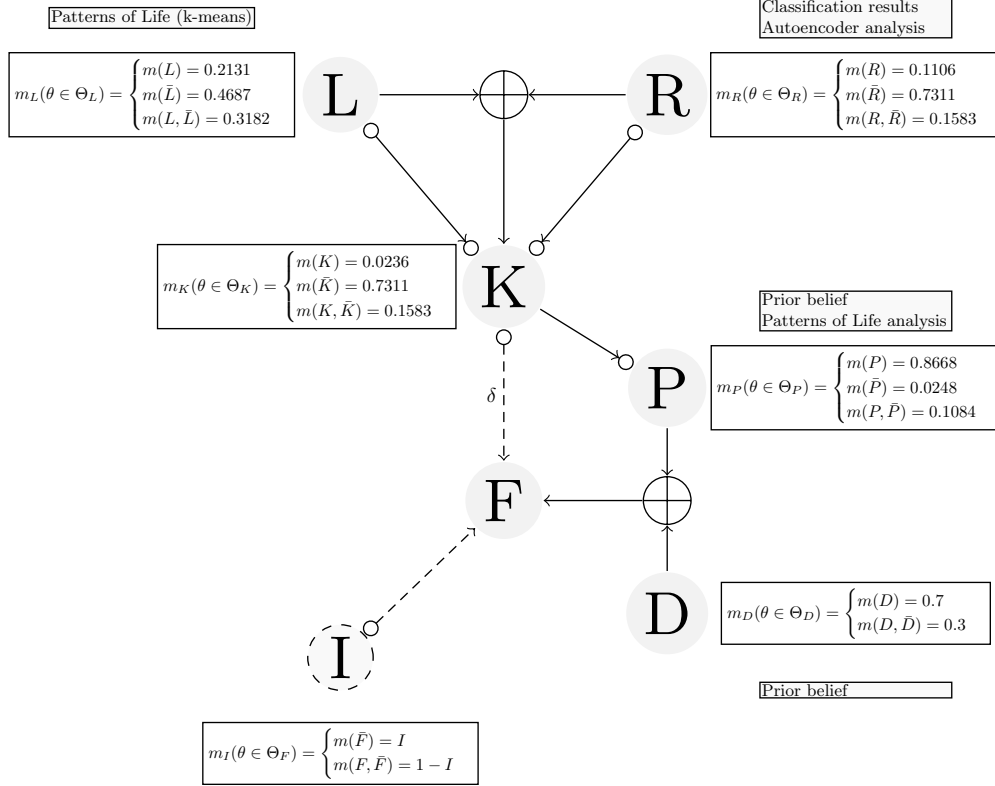 Patterns of Life (k-means)
Classification results
Autoencoder analysis
m_L(θ ∈ Θ_L) = { m(L) = 0.2131
m(L̄) = 0.4687
m(L, L̄) = 0.3182
L
R
m_R(θ ∈ Θ_R) = { m(R) = 0.1106
m(R̄) = 0.7311
m(R, R̄) = 0.1583
m_K(θ ∈ Θ_K) = { m(K) = 0.0236
m(K̄) = 0.7311
m(K, K̄) = 0.1583
K
Prior belief
Patterns of Life analysis
P
m_P(θ ∈ Θ_P) = { m(P) = 0.8668
m(P̄) = 0.0248
m(P, P̄) = 0.1084
δ
F
D
m_D(θ ∈ Θ_D) = { m(D) = 0.7
m(D, D̄) = 0.3
I
Prior belief
m_I(θ ∈ Θ_F) = { m(F̄) = I
m(F, F̄) = 1 − I